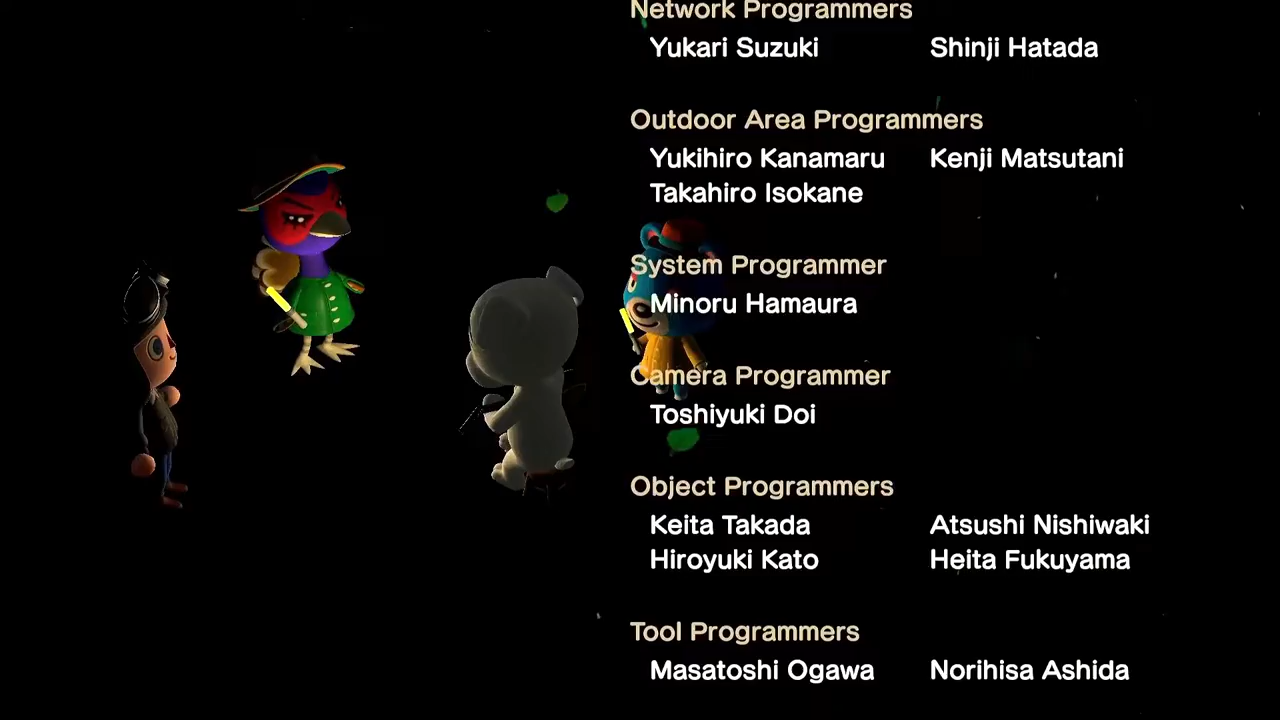 Network Programmers
Yukari Suzuki Shinji Hatada
Outdoor Area Programmers
Yukihiro Kanamaru Kenji Matsutani
Takahiro Isokane
System Programmer
Minoru Hamaura
Camera Programmer
Toshiyuki Doi
Object Programmers
Keita Takada Atsushi Nishiwaki
Hiroyuki Kato Heita Fukuyama
Tool Programmers
Masatoshi Ogawa Norihisa Ashida